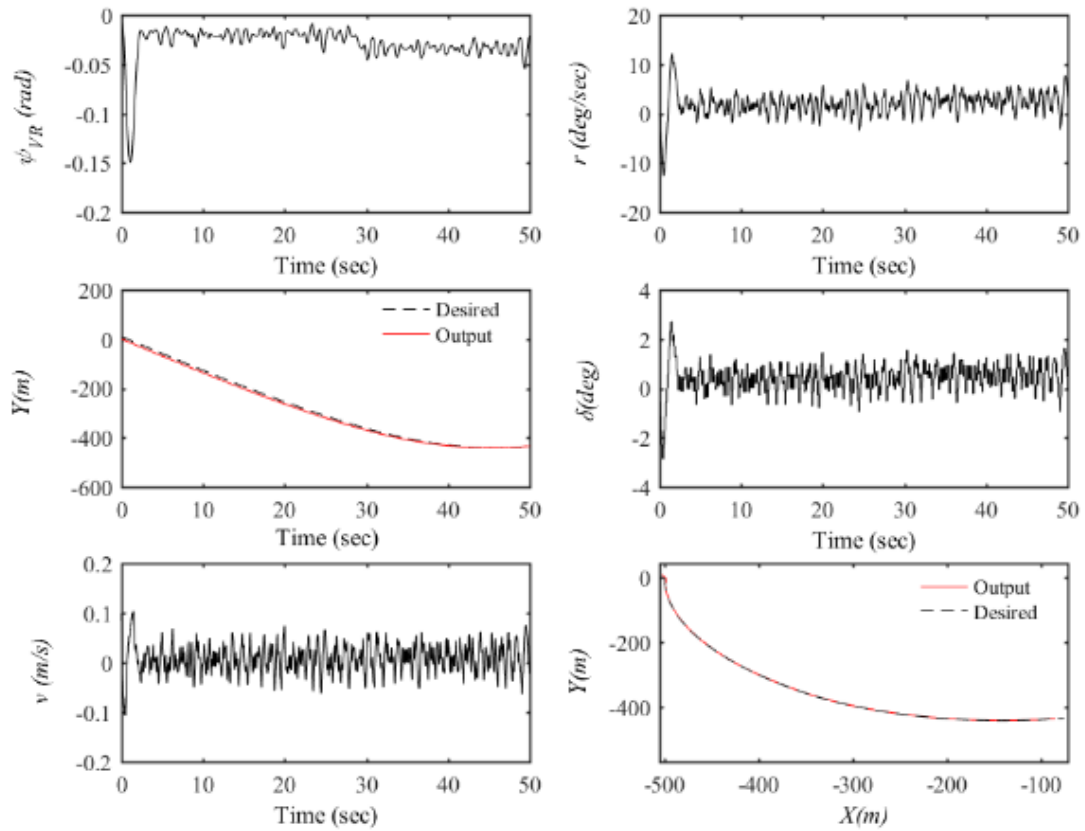 0
-0.05
-0.1
-0.15
-0.2
ψVR (rad)
0 10 20 30 40 50
Time (sec)
20
10
0
-10
-20
r (deg/sec)
0 10 20 30 40 50
Time (sec)
200
0
-200
-400
-600
Y(m)
Desired
Output
0 10 20 30 40 50
Time (sec)
4
2
0
-2
-4
δ(deg)
0 10 20 30 40 50
Time (sec)
0.2
0.1
0
-0.1
-0.2
v (m/s)
0 10 20 30 40 50
Time (sec)
0
-200
-400
Y(m)
Output
Desired
-500 -400 -300 -200 -100
X(m)